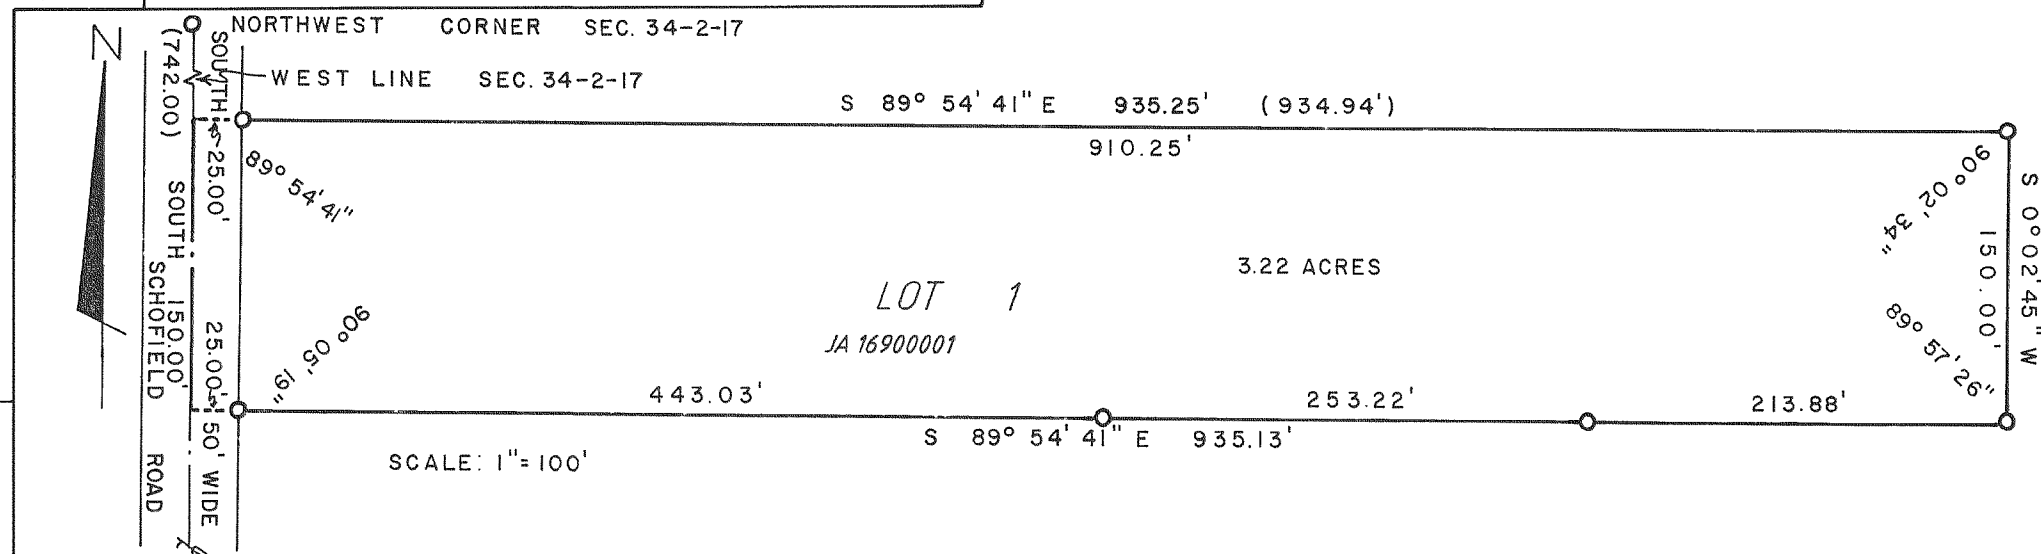 N
NORTHWEST CORNER SEC. 34-2-17
WEST LINE SEC. 34-2-17
SOUTH
(742.00)
S 89° 54' 41" E 935.25' (934.94')
910.25'
25.00'
89° 54' 41"
90° 02' 34"
S 0° 02' 45" W
150.00'
SOUTH 150.00'
SCHOFIELD ROAD
3.22 ACRES
LOT 1
JA 16900001
25.00'
90° 05' 19"
89° 57' 26"
443.03'
253.22'
213.88'
S 89° 54' 41" E 935.13'
50' WIDE
SCALE: 1"=100'